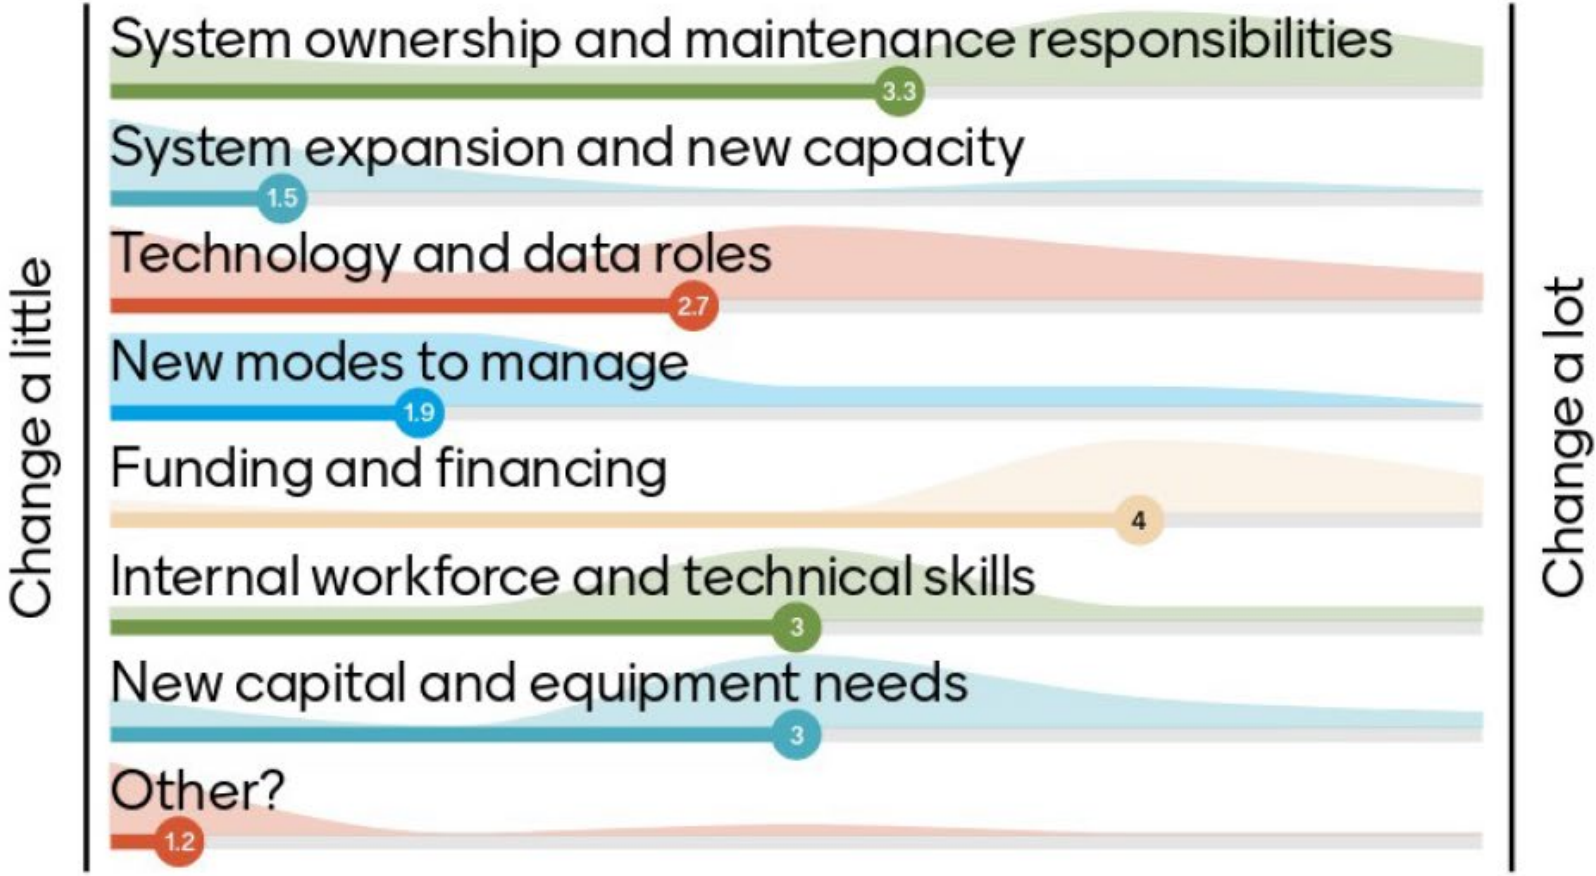 System ownership and maintenance responsibilities
3.3
System expansion and new capacity
1.5
Technology and data roles
2.7
Change a little
New modes to manage
1.9
Change a lot
Funding and financing
4
Internal workforce and technical skills
3
New capital and equipment needs
3
Other?
1.2